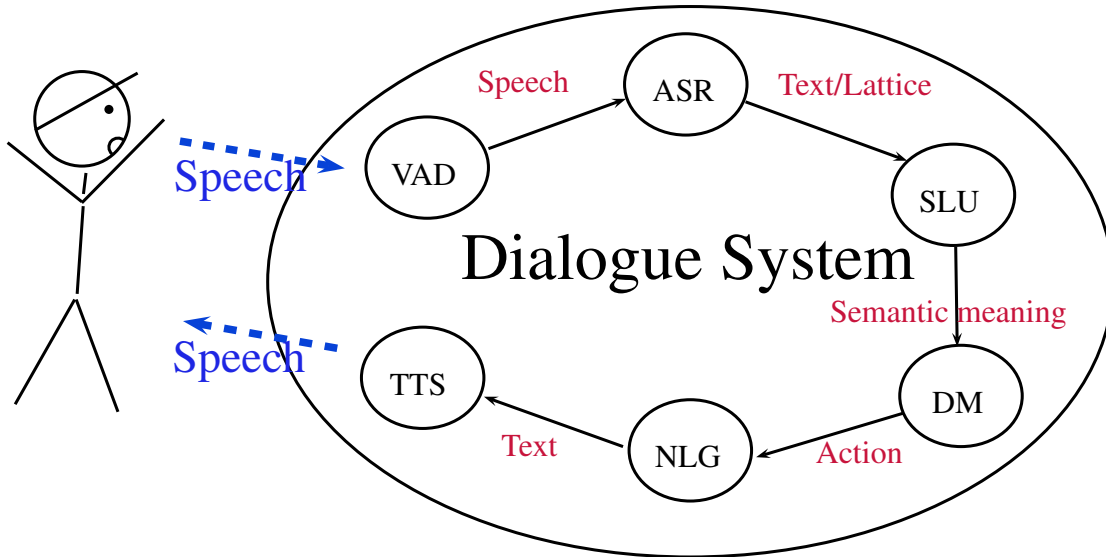 Speech
VAD
Speech
ASR
Text/Lattice
SLU
Dialogue System
Semantic meaning
DM
Action
NLG
Text
TTS
Speech